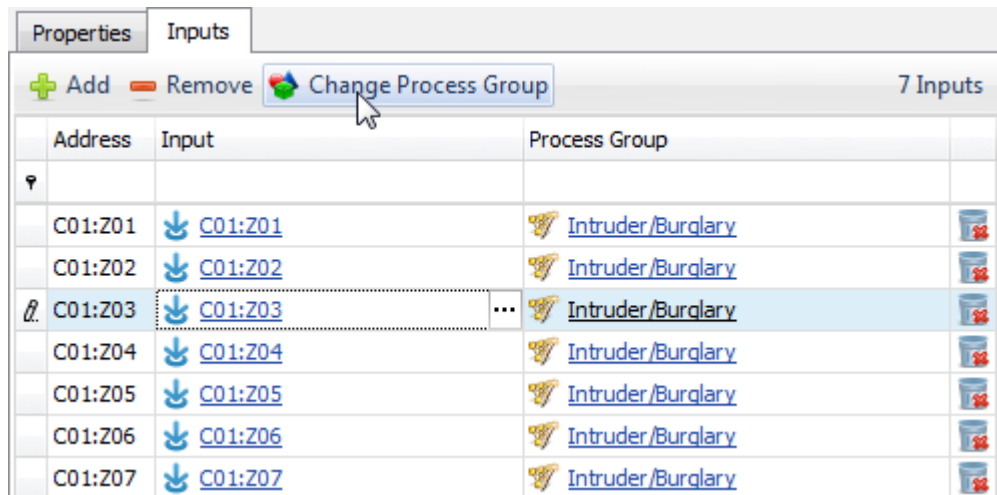 Properties Inputs
Add Remove Change Process Group 7 Inputs
Address Input Process Group
C01:Z01 C01:Z01 Intruder/Burglary
C01:Z02 C01:Z02 Intruder/Burglary
C01:Z03 C01:Z03 ... Intruder/Burglary
C01:Z04 C01:Z04 Intruder/Burglary
C01:Z05 C01:Z05 Intruder/Burglary
C01:Z06 C01:Z06 Intruder/Burglary
C01:Z07 C01:Z07 Intruder/Burglary